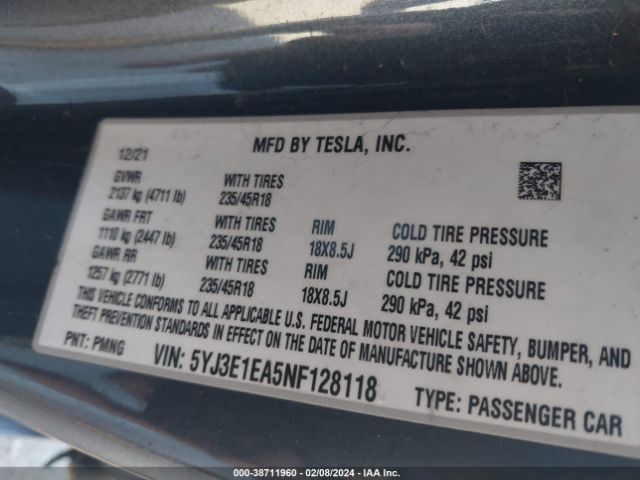 MFD BY TESLA, INC.
12/21
GVWR
2137 kg (4711 lb)
WITH TIRES
235/45R18
GAWR FRT
1110 kg (2447 lb)
WITH TIRES
235/45R18
RIM
18X8.5J
COLD TIRE PRESSURE
290 kPa, 42 psi
GAWR RR
1257 kg (2771 lb)
WITH TIRES
235/45R18
RIM
18X8.5J
COLD TIRE PRESSURE
290 kPa, 42 psi
THIS VEHICLE CONFORMS TO ALL APPLICABLE U.S. FEDERAL MOTOR VEHICLE SAFETY, BUMPER, AND
THEFT PREVENTION STANDARDS IN EFFECT ON THE DATE OF MANUFACTURE SHOWN ABOVE.
PNT: PMNG
VIN: 5YJ3E1EA5NF128118
TYPE: PASSENGER CAR
000-38711960 - 02/08/2024 - IAA Inc.